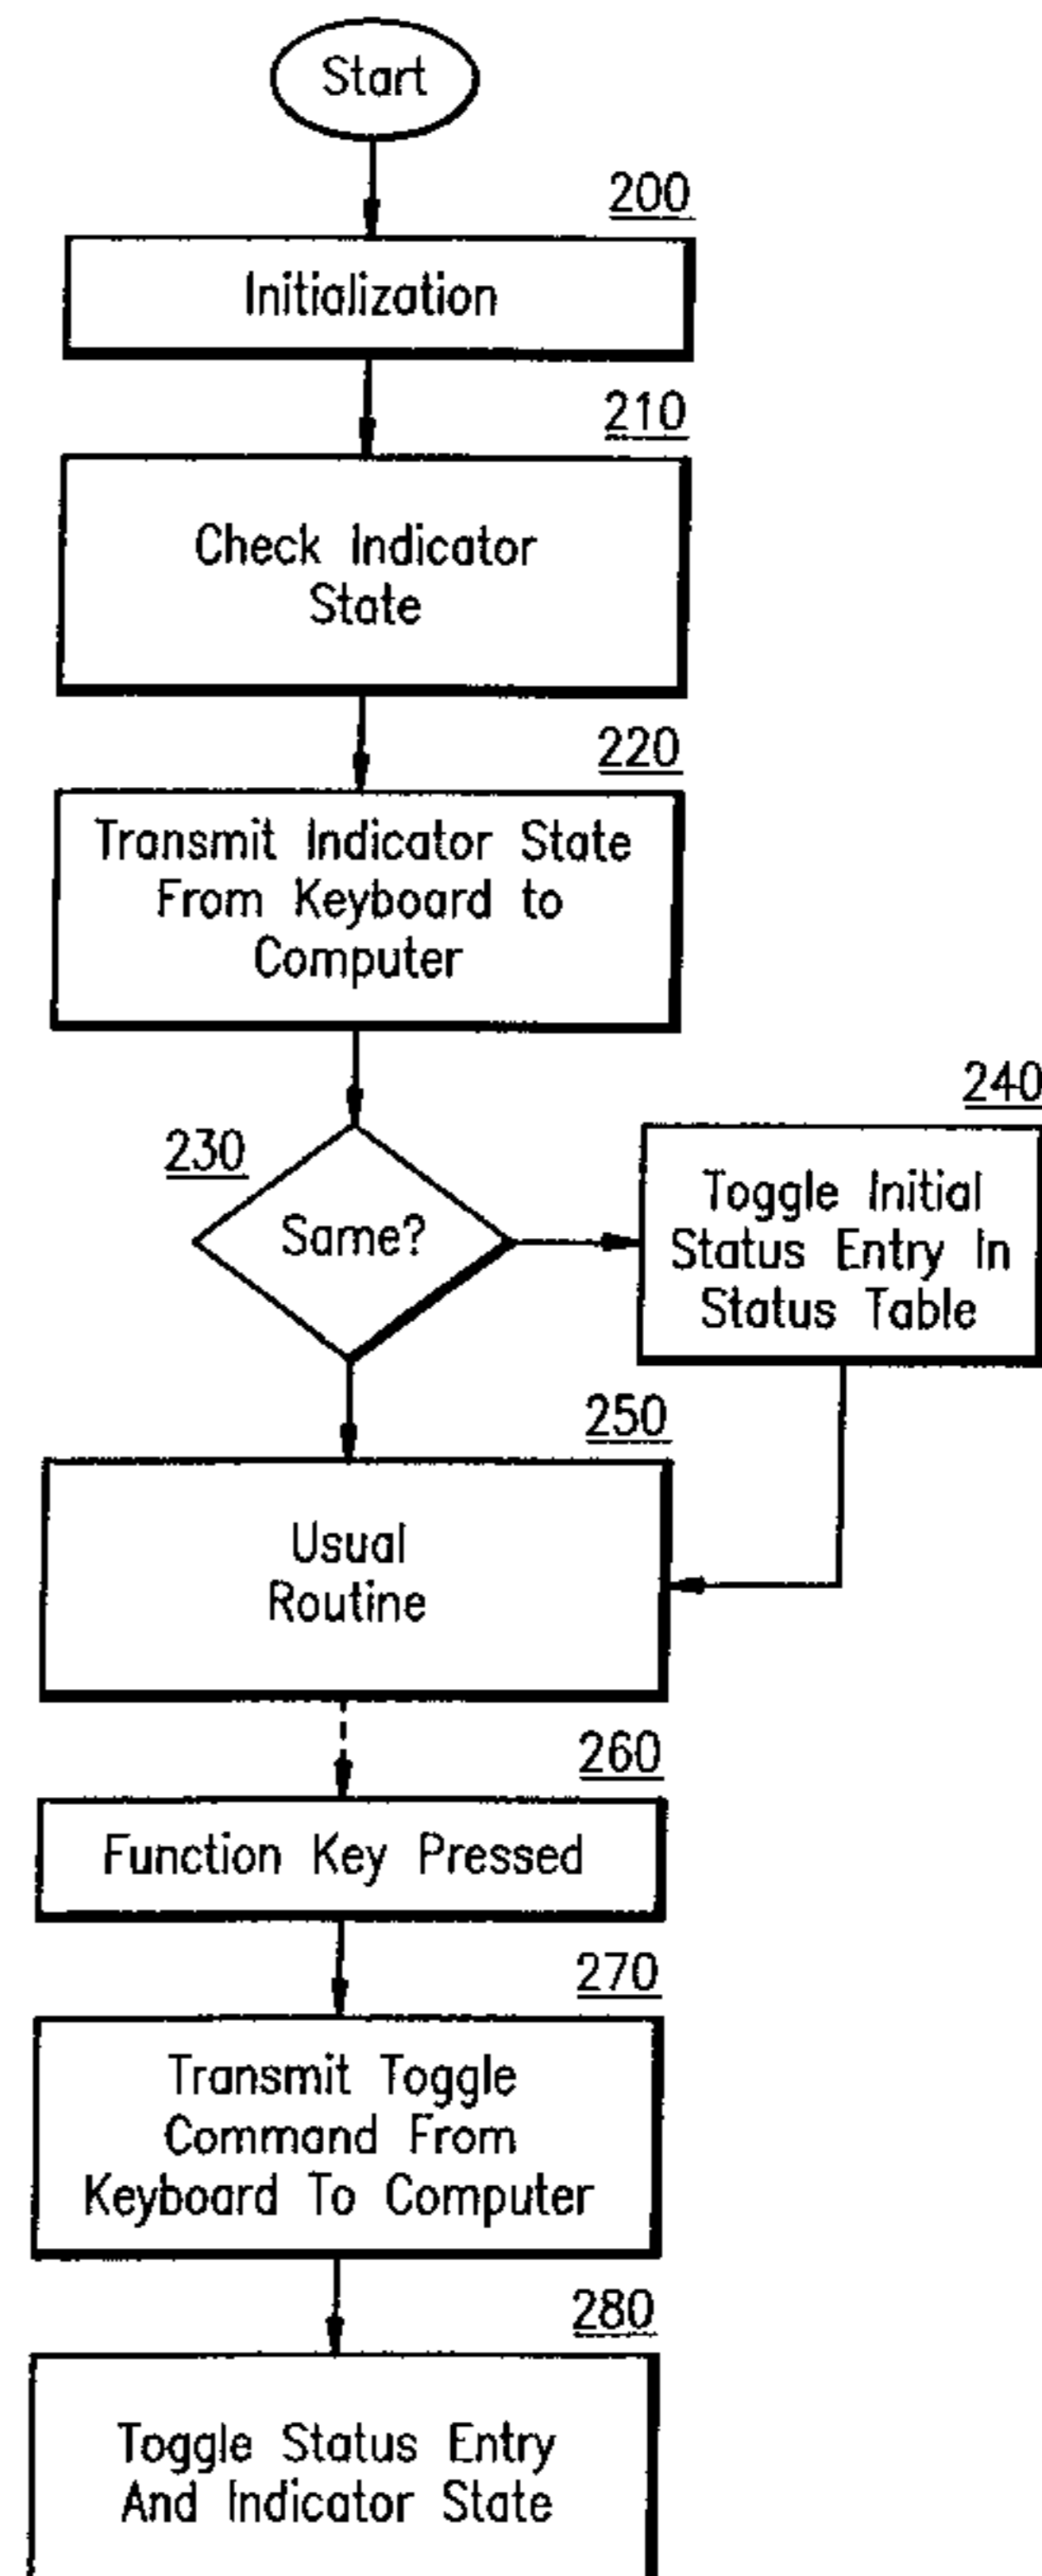 Start
200
Initialization
210
Check Indicator
State
220
Transmit Indicator State
From Keyboard to
Computer
230
Same?
240
Toggle Initial
Status Entry In
Status Table
250
Usual
Routine
260
Function Key Pressed
270
Transmit Toggle
Command From
Keyboard To Computer
280
Toggle Status Entry
And Indicator State